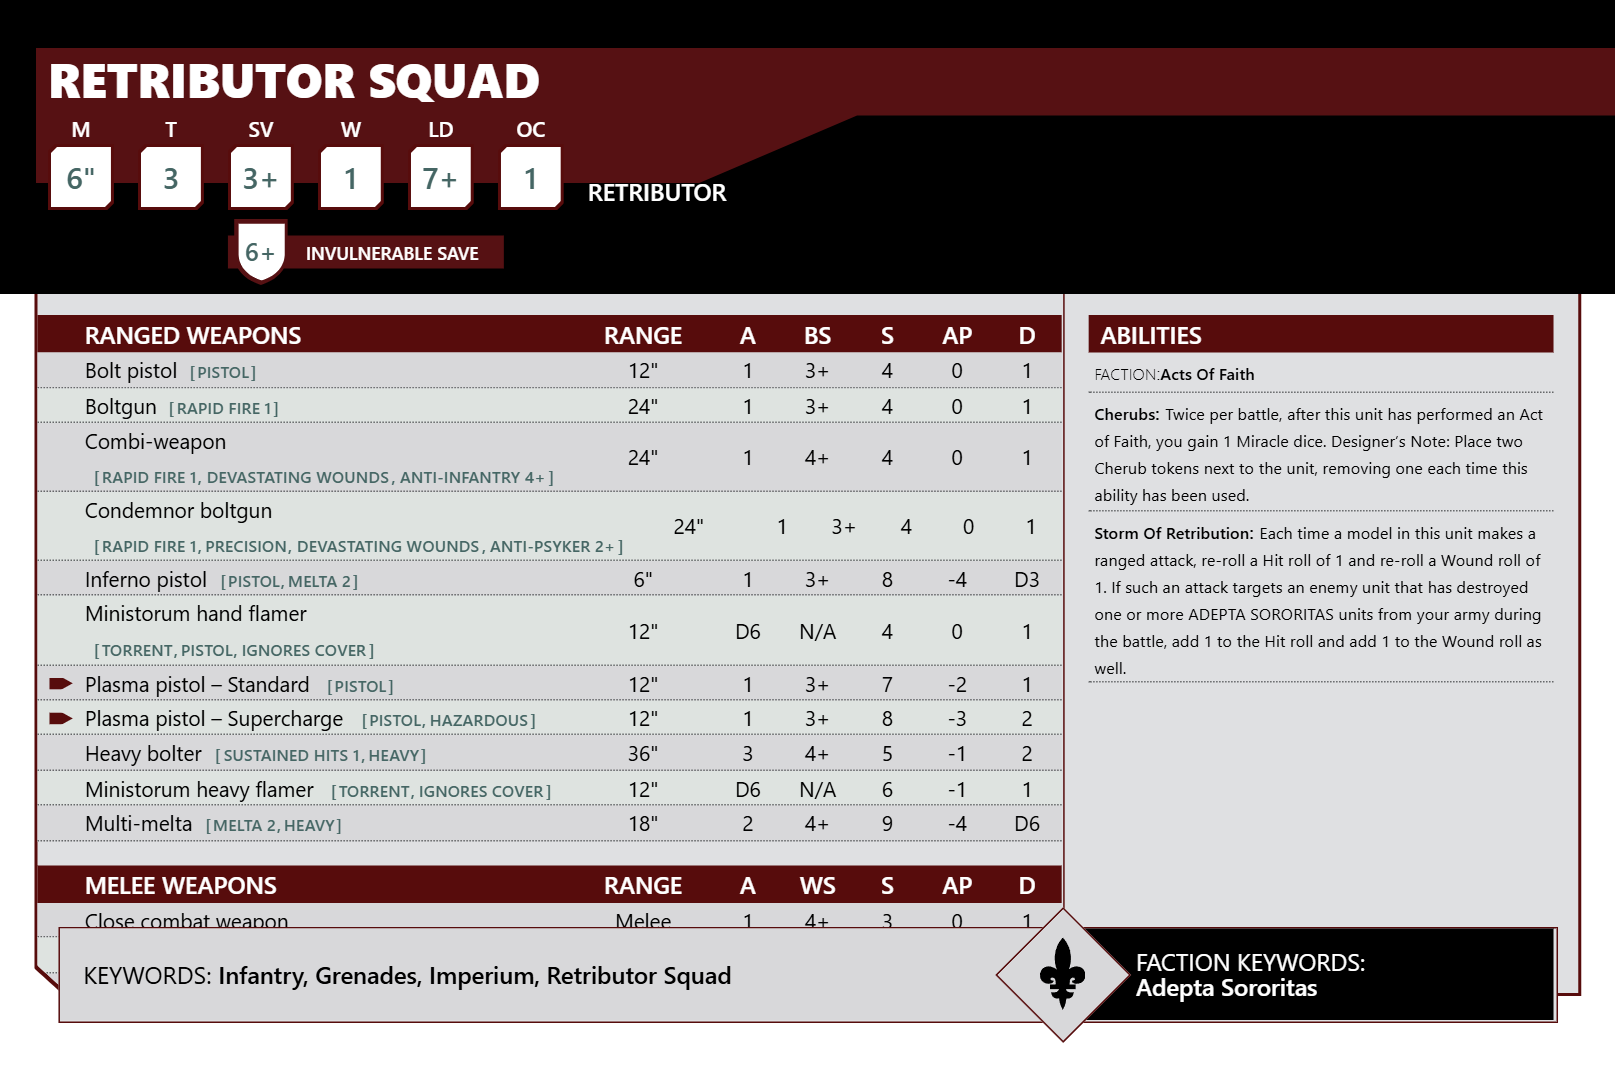 RETRIBUTOR SQUAD
M T SV W LD OC
6" 3 3+ 1 7+ 1 RETRIBUTOR
6+ INVULNERABLE SAVE
RANGED WEAPONS RANGE A BS S AP D
Bolt pistol [PISTOL] 12" 1 3+ 4 0 1
Boltgun [RAPID FIRE 1] 24" 1 3+ 4 0 1
Combi-weapon
[RAPID FIRE 1, DEVASTATING WOUNDS, ANTI-INFANTRY 4+] 24" 1 4+ 4 0 1
Condemnor boltgun
[RAPID FIRE 1, PRECISION, DEVASTATING WOUNDS, ANTI-PSYKER 2+] 24" 1 3+ 4 0 1
Inferno pistol [PISTOL, MELTA 2] 6" 1 3+ 8 -4 D3
Ministorum hand flamer
[TORRENT, PISTOL, IGNORES COVER] 12" D6 N/A 4 0 1
Plasma pistol – Standard [PISTOL] 12" 1 3+ 7 -2 1
Plasma pistol – Supercharge [PISTOL, HAZARDOUS] 12" 1 3+ 8 -3 2
Heavy bolter [SUSTAINED HITS 1, HEAVY] 36" 3 4+ 5 -1 2
Ministorum heavy flamer [TORRENT, IGNORES COVER] 12" D6 N/A 6 -1 1
Multi-melta [MELTA 2, HEAVY] 18" 2 4+ 9 -4 D6
MELEE WEAPONS RANGE A WS S AP D
Close combat weapon Melee 1 4+ 3 0 1
ABILITIES
FACTION:Acts Of Faith
Cherubs: Twice per battle, after this unit has performed an Act
of Faith, you gain 1 Miracle dice. Designer's Note: Place two
Cherub tokens next to the unit, removing one each time this
ability has been used.
Storm Of Retribution: Each time a model in this unit makes a
ranged attack, re-roll a Hit roll of 1 and re-roll a Wound roll of
1. If such an attack targets an enemy unit that has destroyed
one or more ADEPTA SORORITAS units from your army during
the battle, add 1 to the Hit roll and add 1 to the Wound roll as
well.
KEYWORDS: Infantry, Grenades, Imperium, Retributor Squad
FACTION KEYWORDS:
Adepta Sororitas